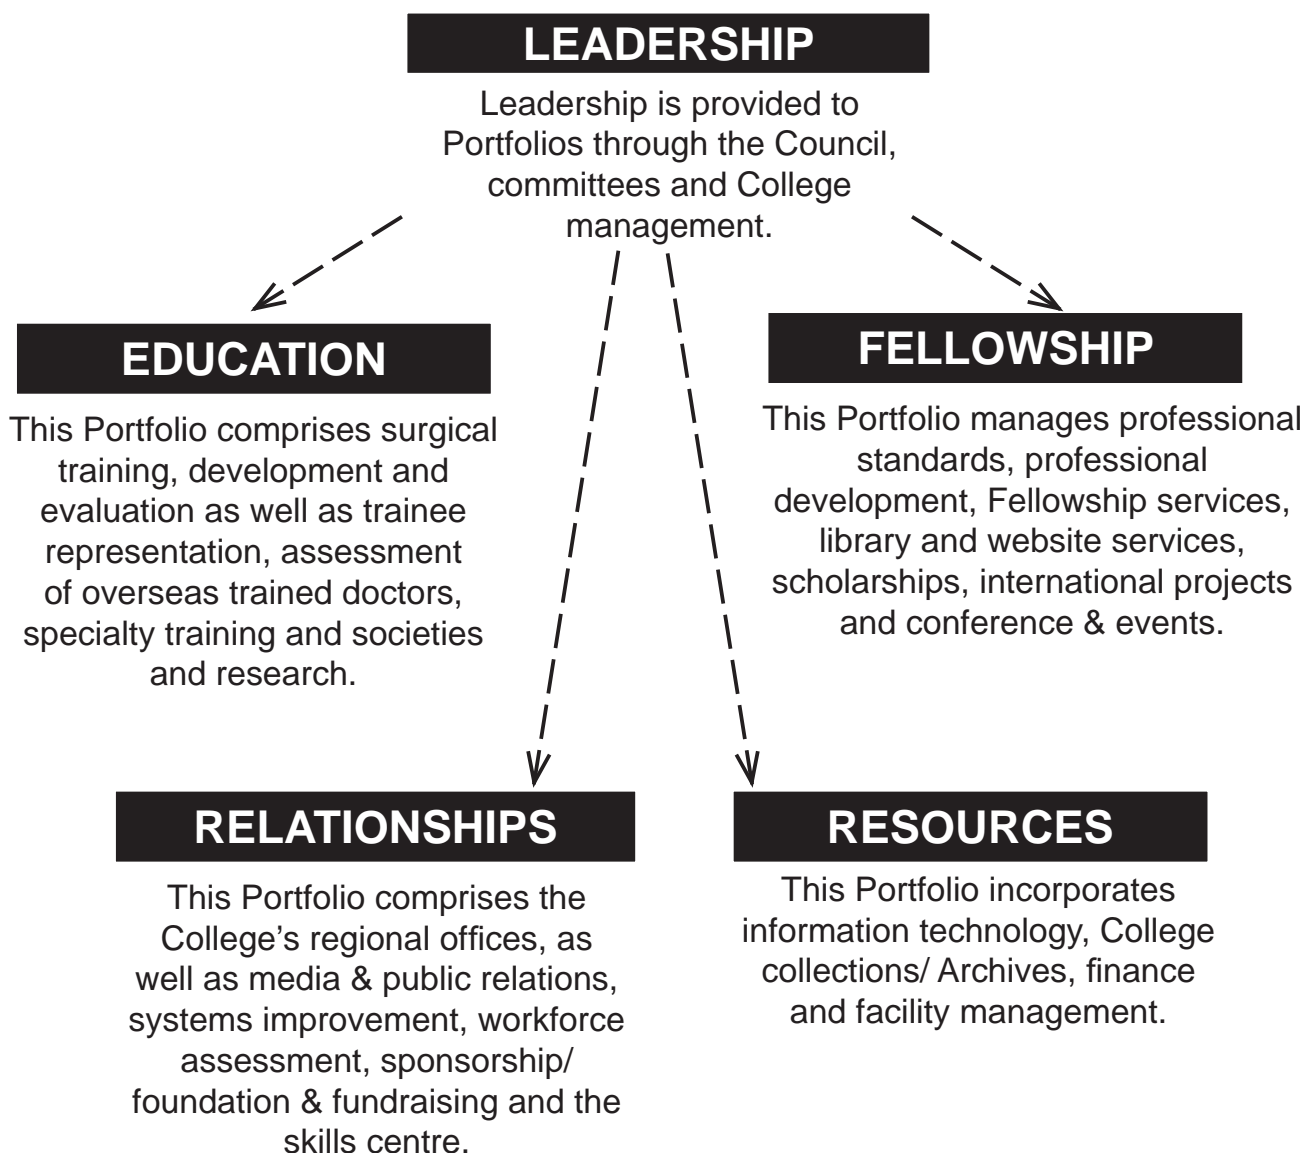 LEADERSHIP
Leadership is provided to
Portfolios through the Council,
committees and College
management.
EDUCATION
This Portfolio comprises surgical
training, development and
evaluation as well as trainee
representation, assessment
of overseas trained doctors,
specialty training and societies
and research.
FELLOWSHIP
This Portfolio manages professional
standards, professional
development, Fellowship services,
library and website services,
scholarships, international projects
and conference & events.
RELATIONSHIPS
This Portfolio comprises the
College’s regional offices, as
well as media & public relations,
systems improvement, workforce
assessment, sponsorship/
foundation & fundraising and the
skills centre.
RESOURCES
This Portfolio incorporates
information technology, College
collections/ Archives, finance
and facility management.